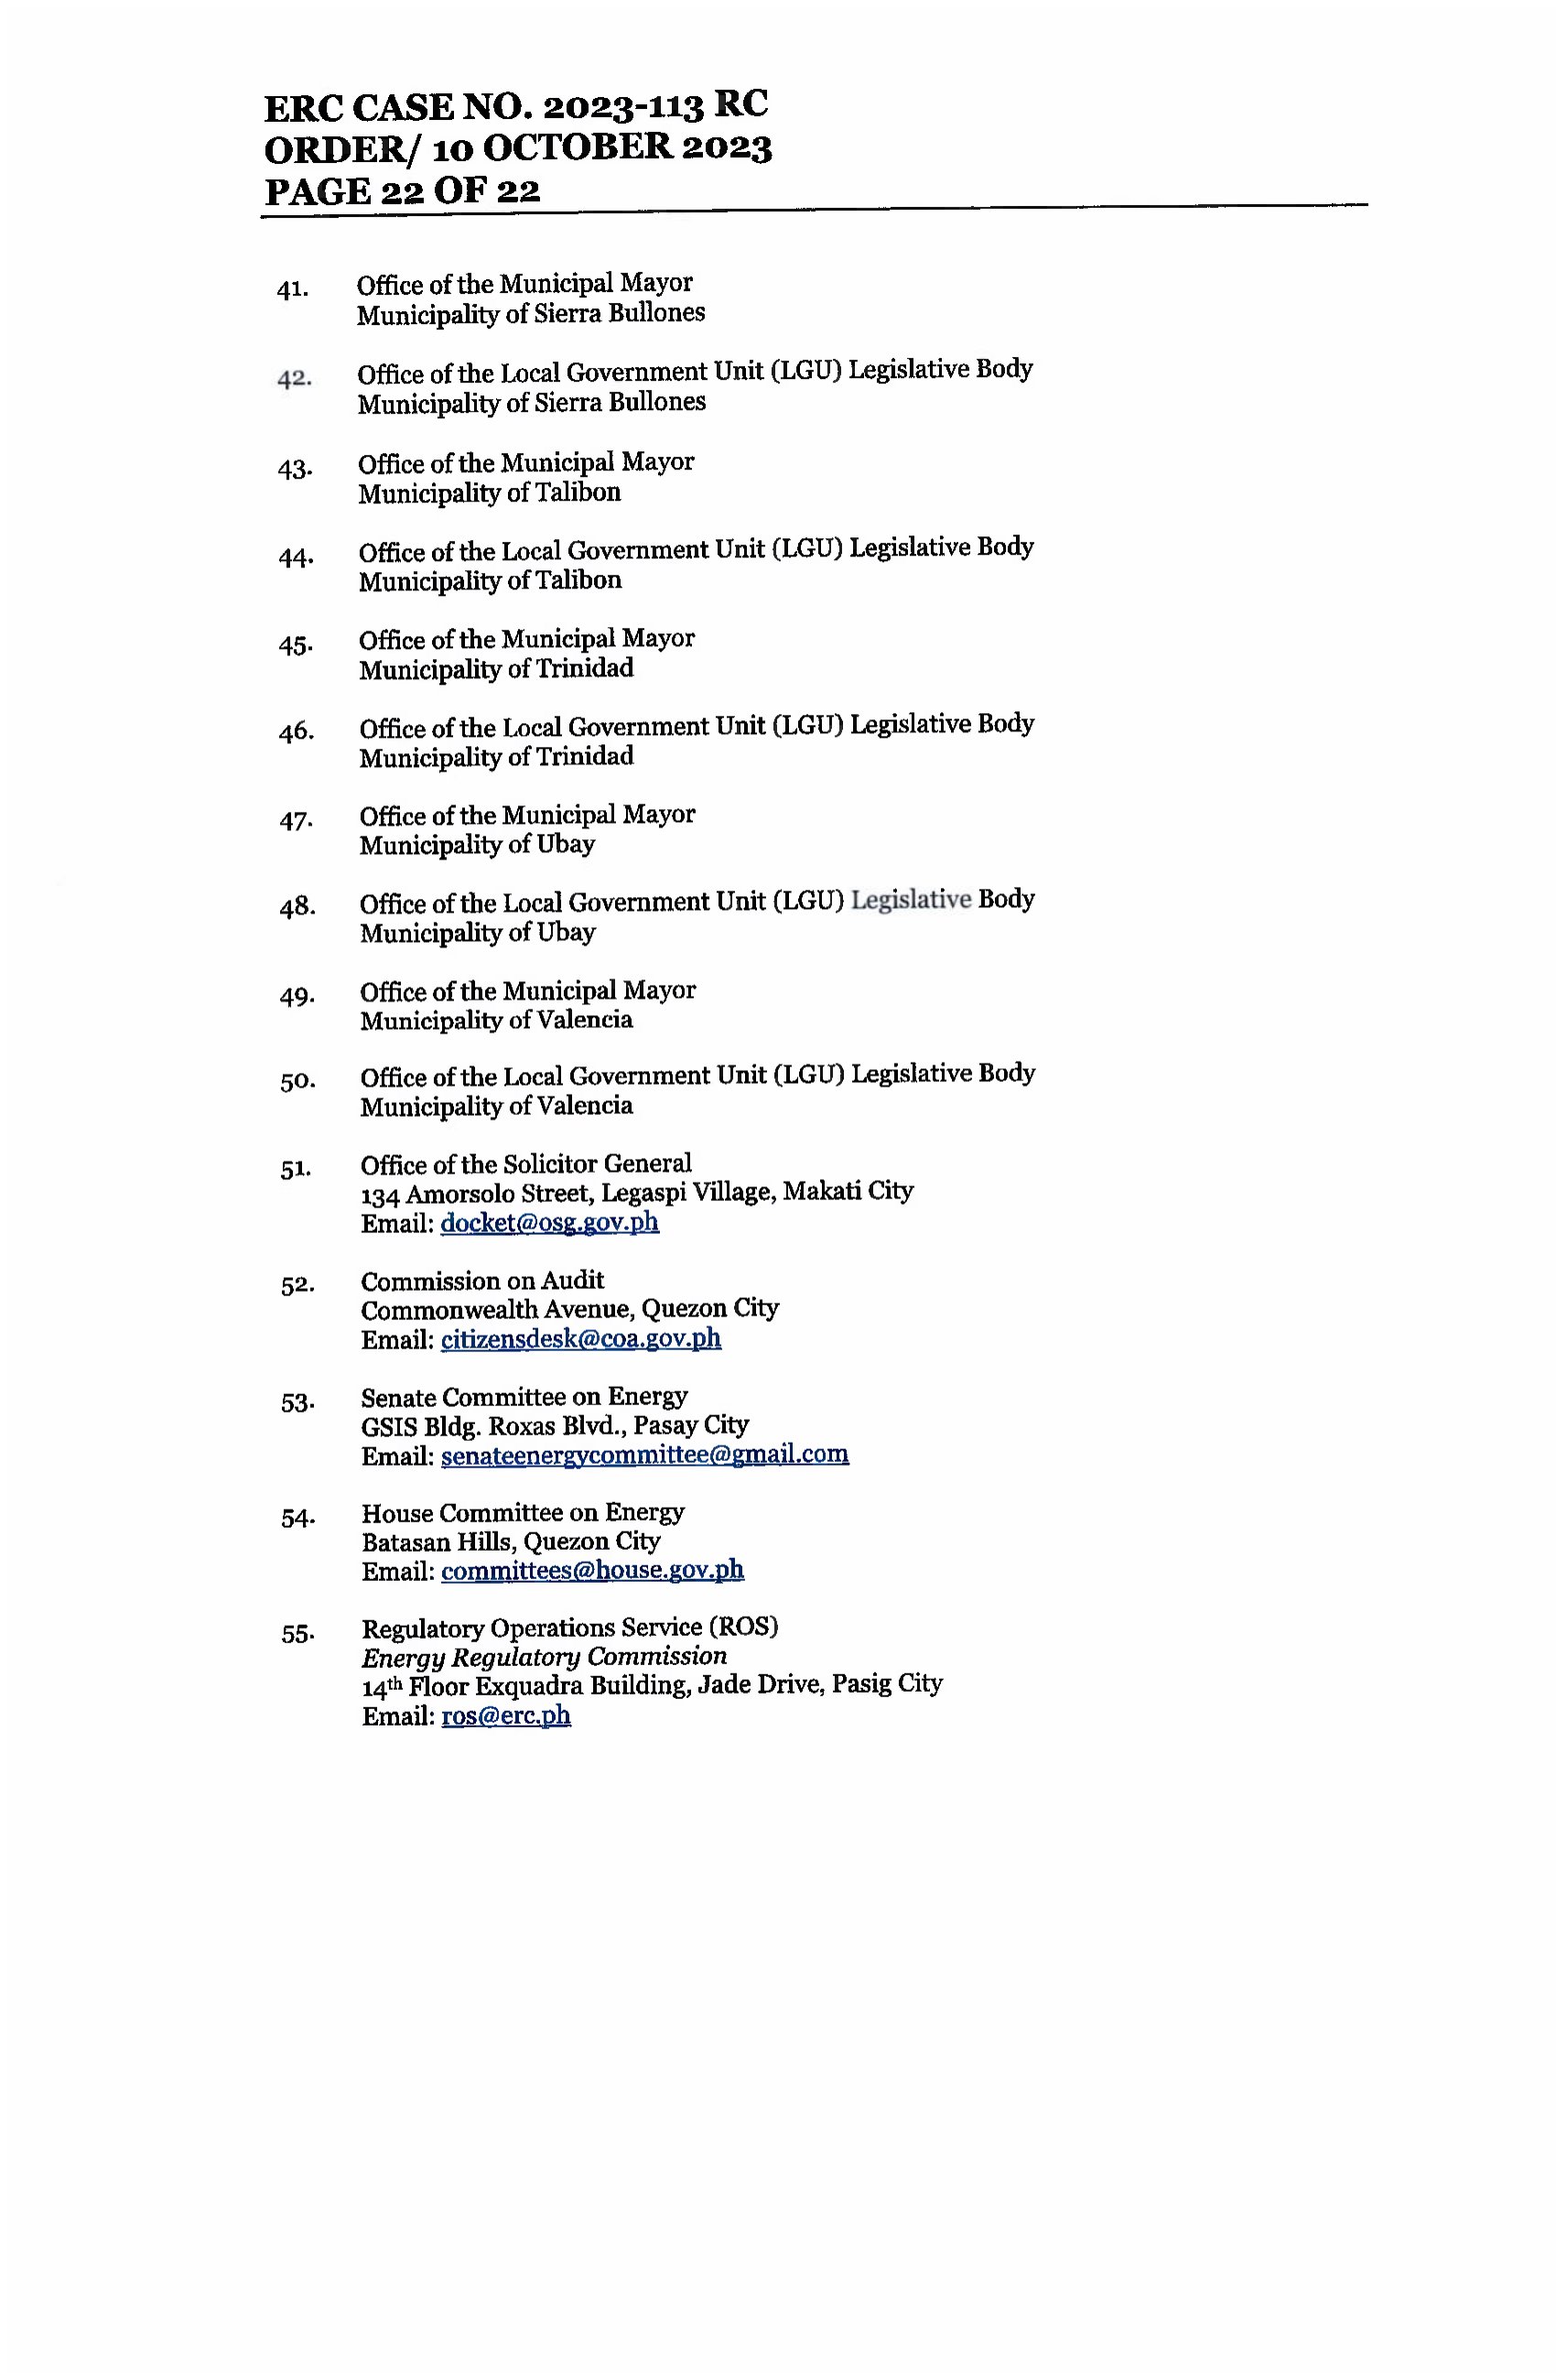 ERC CASE NO. 2023-113 RC
ORDER/ 10 OCTOBER 2023
PAGE 22 OF 22
41. Office of the Municipal Mayor
Municipality of Sierra Bullones
42. Office of the Local Government Unit (LGU) Legislative Body
Municipality of Sierra Bullones
43. Office of the Municipal Mayor
Municipality of Talibon
44. Office of the Local Government Unit (LGU) Legislative Body
Municipality of Talibon
45. Office of the Municipal Mayor
Municipality of Trinidad
46. Office of the Local Government Unit (LGU) Legislative Body
Municipality of Trinidad
47. Office of the Municipal Mayor
Municipality of Ubay
48. Office of the Local Government Unit (LGU) Legislative Body
Municipality of Ubay
49. Office of the Municipal Mayor
Municipality of Valencia
50. Office of the Local Government Unit (LGU) Legislative Body
Municipality of Valencia
51. Office of the Solicitor General
134 Amorsolo Street, Legaspi Village, Makati City
Email: docket@osg.gov.ph
52. Commission on Audit
Commonwealth Avenue, Quezon City
Email: citizensdesk@coa.gov.ph
53. Senate Committee on Energy
GSIS Bldg. Roxas Blvd., Pasay City
Email: senateenergycommittee@gmail.com
54. House Committee on Energy
Batasan Hills, Quezon City
Email: committees@house.gov.ph
55. Regulatory Operations Service (ROS)
Energy Regulatory Commission
14th Floor Exquadra Building, Jade Drive, Pasig City
Email: ros@erc.ph